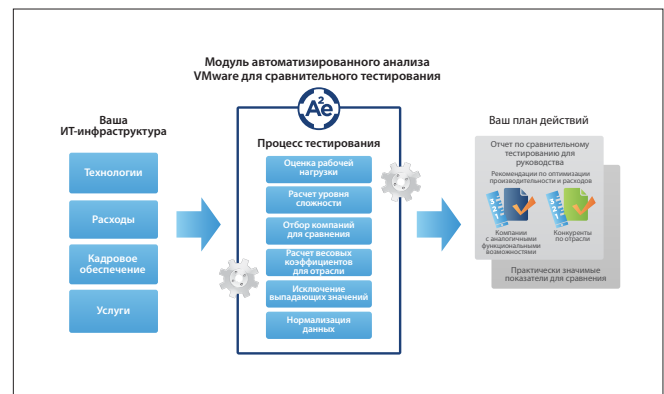 Модуль автоматизированного анализа
VMware для сравнительного тестирования
A2e
Ваша
ИТ-инфраструктура
Технологии
Расходы
Кадровое
обеспечение
Услуги
Процесс тестирования
Оценка рабочей
нагрузки
Расчет уровня
сложности
Отбор компаний
для сравнения
Расчет весовых
коэффициентов
для отрасли
Исключение
выпадающих значений
Нормализация
данных
Ваш план действий
Отчет по сравнительному
тестированию для
руководства
Рекомендации по оптимизации
производительности и расходов
Компании
с аналогичными
функциональными
возможностями
Конкуренты
по отрасли
Практически значимые
показатели для сравнения